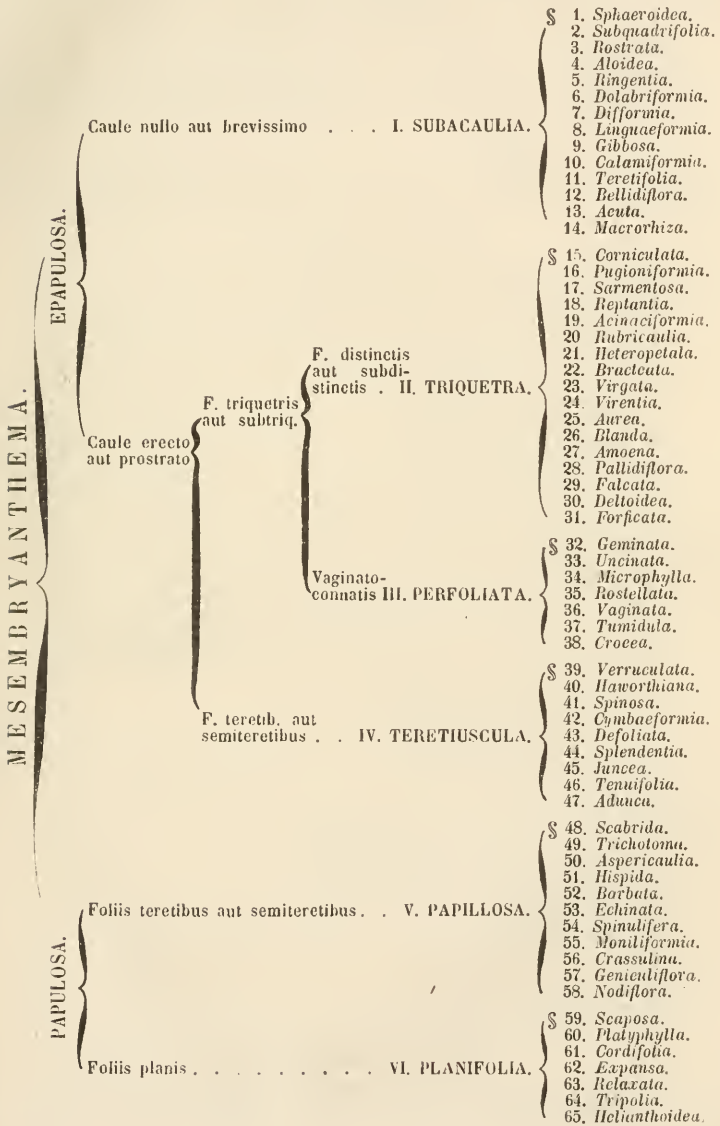 MESEMBRYANTHEMA.
EPAPULOSA.
Caule nullo aut brevissimo . . . I. SUBACAULIA.
§ 1. Sphaeroidea.
2. Subquadrifolia.
3. Rostrata.
4. Aloidea.
5. Ringentia.
6. Dolabriformia.
7. Difformia.
8. Linguaeformia.
9. Gibbosa.
10. Calamiformia.
11. Teretifolia.
12. Bellidiflora.
13. Acuta.
14. Macrorhiza.
Caule erecto
aut prostrato
F. triquetris
aut subtriq.
F. distinctis
aut subdi-
stinctis . II. TRIQUETRA.
§ 15. Corniculata.
16. Pugioniformia.
17. Sarmentosa.
18. Reptantia.
19. Acinaciformia.
20 Rubricaulia.
21. Heteropetala.
22. Bracteata.
23. Virgata.
24. Virentia.
25. Aurea.
26. Blanda.
27. Amoena.
28. Pallidiflora.
29. Falcata.
30. Deltoidea.
31. Forficata.
Vaginato-
connatis III. PERFOLIATA.
§ 32. Geminata.
33. Uncinata.
34. Microphylla.
35. Rostellata.
36. Vaginata.
37. Tumidula.
38. Crocea.
F. teretib. aut
semiteretibus . . IV. TERETIUSCULA.
§ 39. Verruculata.
40. Haworthiana.
41. Spinosa.
42. Cymbaeformia.
43. Defoliata.
44. Splendentia.
45. Juncea.
46. Tenuifolia.
47. Adunca.
PAPULOSA.
Foliis teretibus aut semiteretibus . . V. PAPILLOSA.
§ 48. Scabrida.
49. Trichotoma.
50. Aspericaulia.
51. Hispida.
52. Barbata.
53. Echinata.
54. Spinulifera.
55. Moniliformia.
56. Crassulina.
57. Geniculiflora.
58. Nodiflora.
Foliis planis . . . . . . . . . VI. PLANIFOLIA.
§ 59. Scaposa.
60. Platyphylla.
61. Cordifolia.
62. Expansa.
63. Relaxata.
64. Tripolia.
65. Helianthoidea.